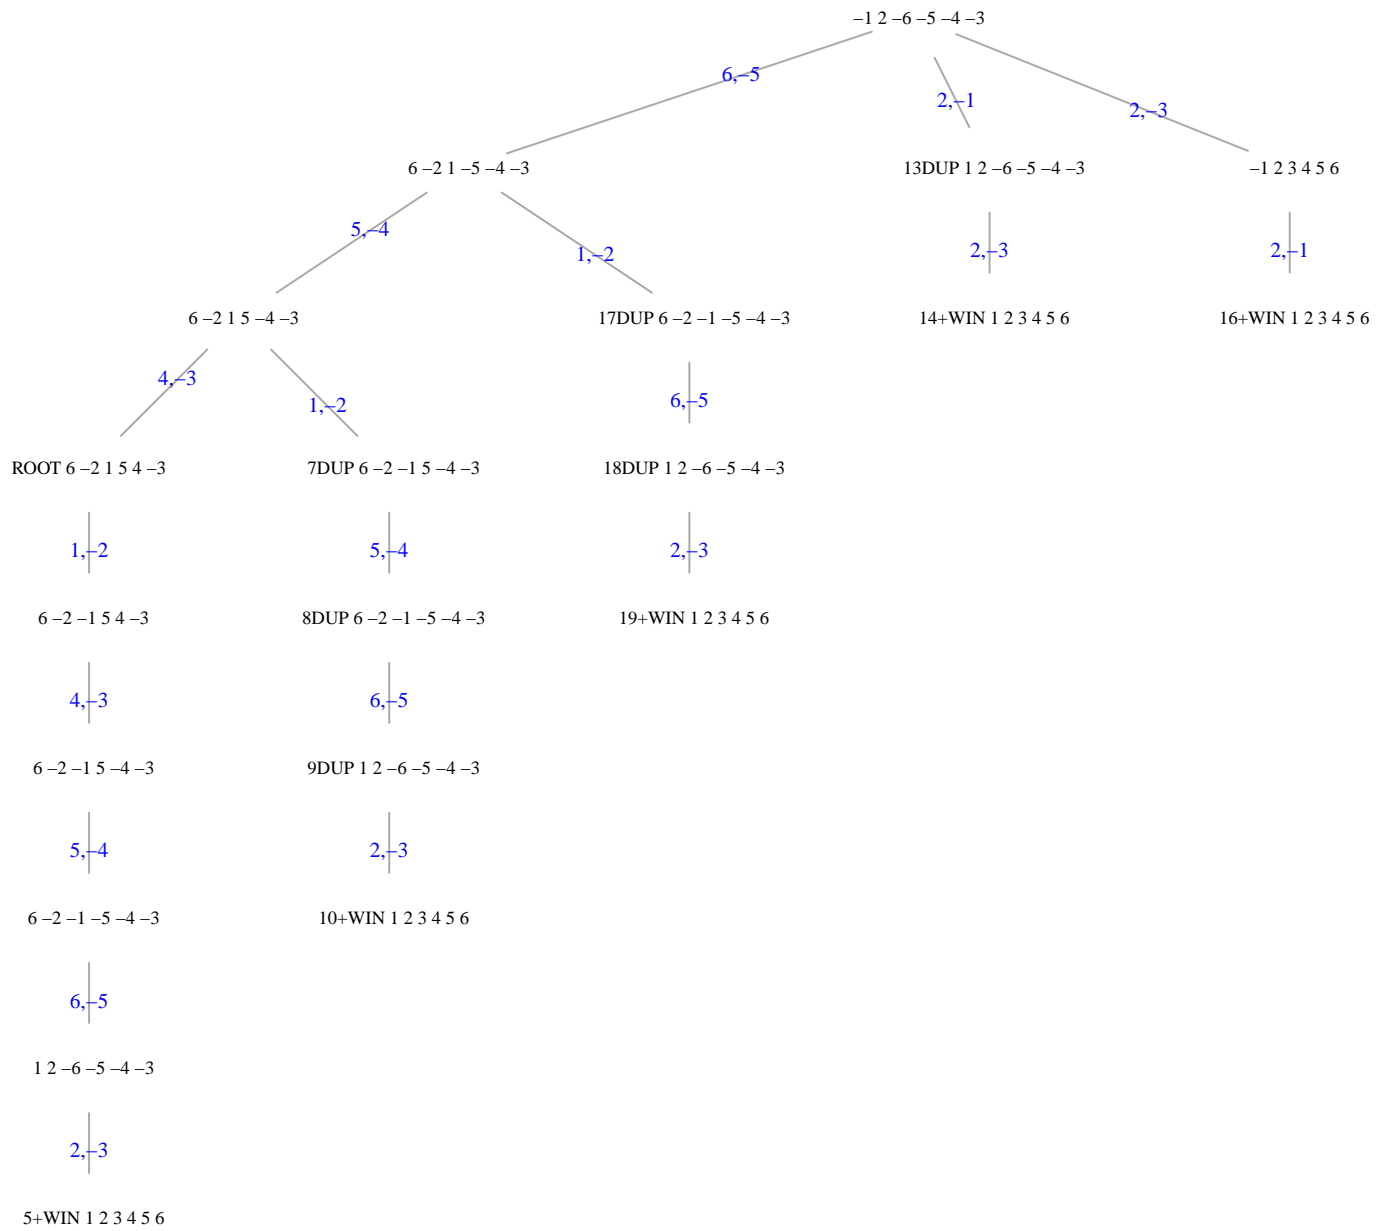 –1 2 –6 –5 –4 –3
6,–5
2,–1
2,–3
6 –2 1 –5 –4 –3
13DUP 1 2 –6 –5 –4 –3
–1 2 3 4 5 6
5,–4
1,–2
2,–3
2,–1
6 –2 1 5 –4 –3
17DUP 6 –2 –1 –5 –4 –3
14+WIN 1 2 3 4 5 6
16+WIN 1 2 3 4 5 6
4,–3
1,–2
6,–5
ROOT 6 –2 1 5 4 –3
7DUP 6 –2 –1 5 –4 –3
18DUP 1 2 –6 –5 –4 –3
1,–2
5,–4
2,–3
6 –2 –1 5 4 –3
8DUP 6 –2 –1 –5 –4 –3
19+WIN 1 2 3 4 5 6
4,–3
6,–5
6 –2 –1 5 –4 –3
9DUP 1 2 –6 –5 –4 –3
5,–4
2,–3
6 –2 –1 –5 –4 –3
10+WIN 1 2 3 4 5 6
6,–5
1 2 –6 –5 –4 –3
2,–3
5+WIN 1 2 3 4 5 6